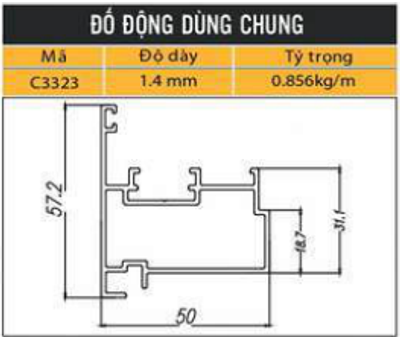 ĐỐ ĐỘNG DÙNG CHUNG
Mã Độ dày Tỷ trọng
C3323 1.4 mm 0.856kg/m
57.2
31.1
18.7
50